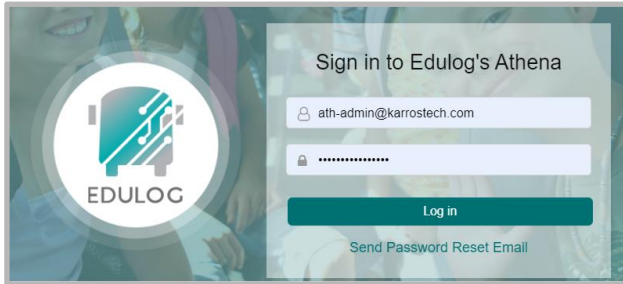 Sign in to Edulog's Athena
ath-admin@karrostech.com
••••••••••••••••
EDULOG
Log in
Send Password Reset Email